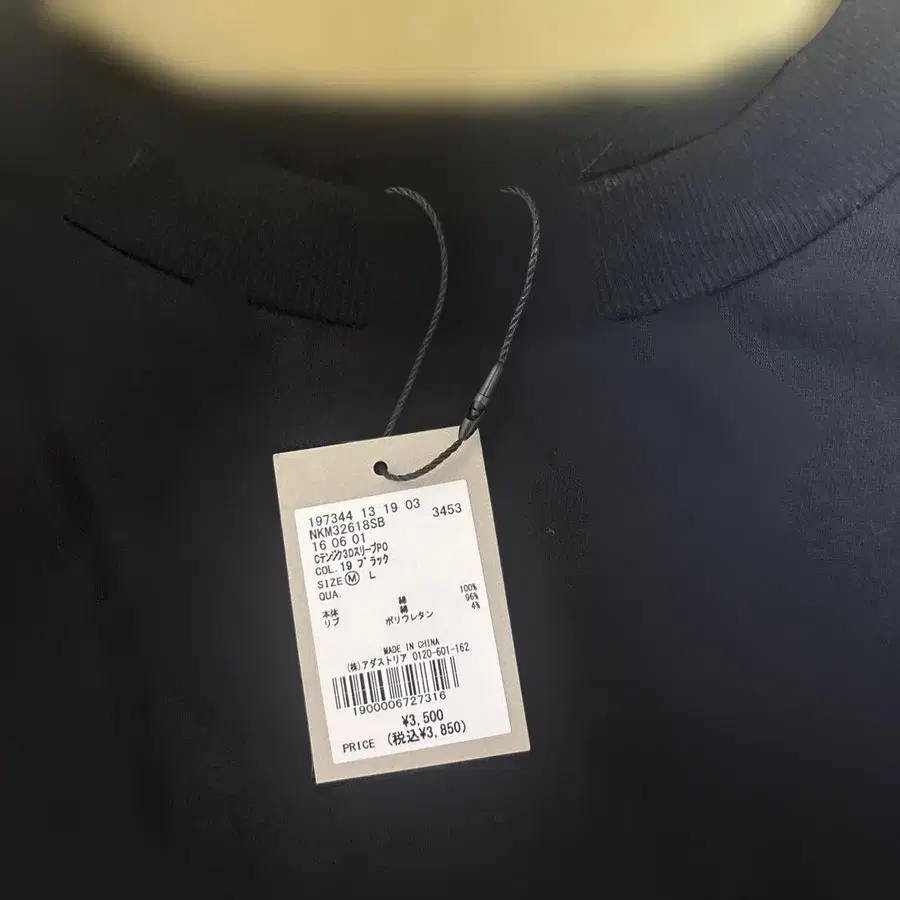 197344 13 19 03 3453
NKM32618SB
16 06 01
Cテンジク3DスリーブPO
COL.19 ブラック
SIZE Ⓜ L
QUA.
本体 綿 100%
リブ 綿 96%
ポリウレタン 4%
MADE IN CHINA
(株)アダストリア 0120-601-162
1900006727316
¥3,500
PRICE (税込¥3,850)